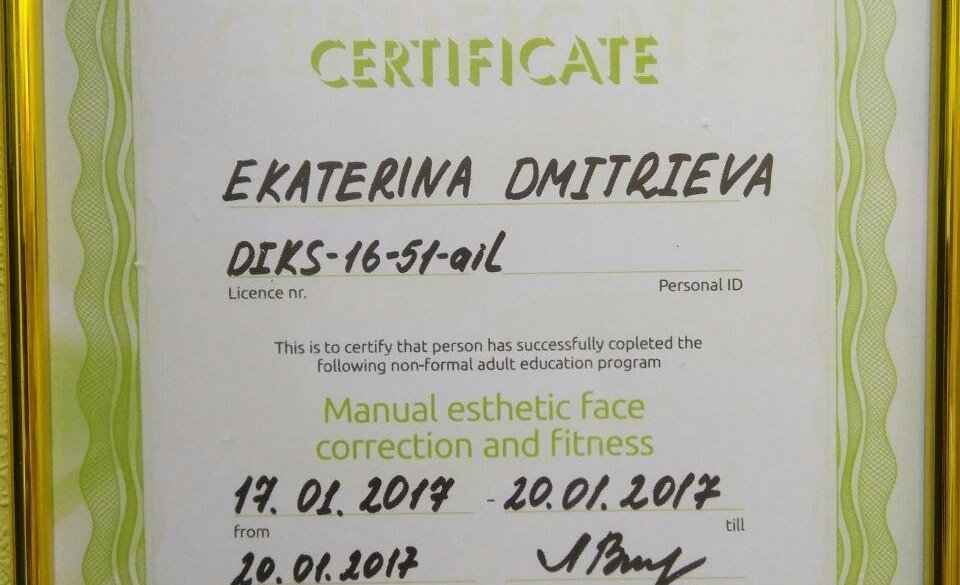 CERTIFICATE
EKATERINA DMITRIEVA
DIKS-16-51-ail
Licence nr. Personal ID
This is to certify that person has successfully copleted the
following non-formal adult education program
Manual esthetic face
correction and fitness
17.01.2017 - 20.01.2017
from till
20.01.2017